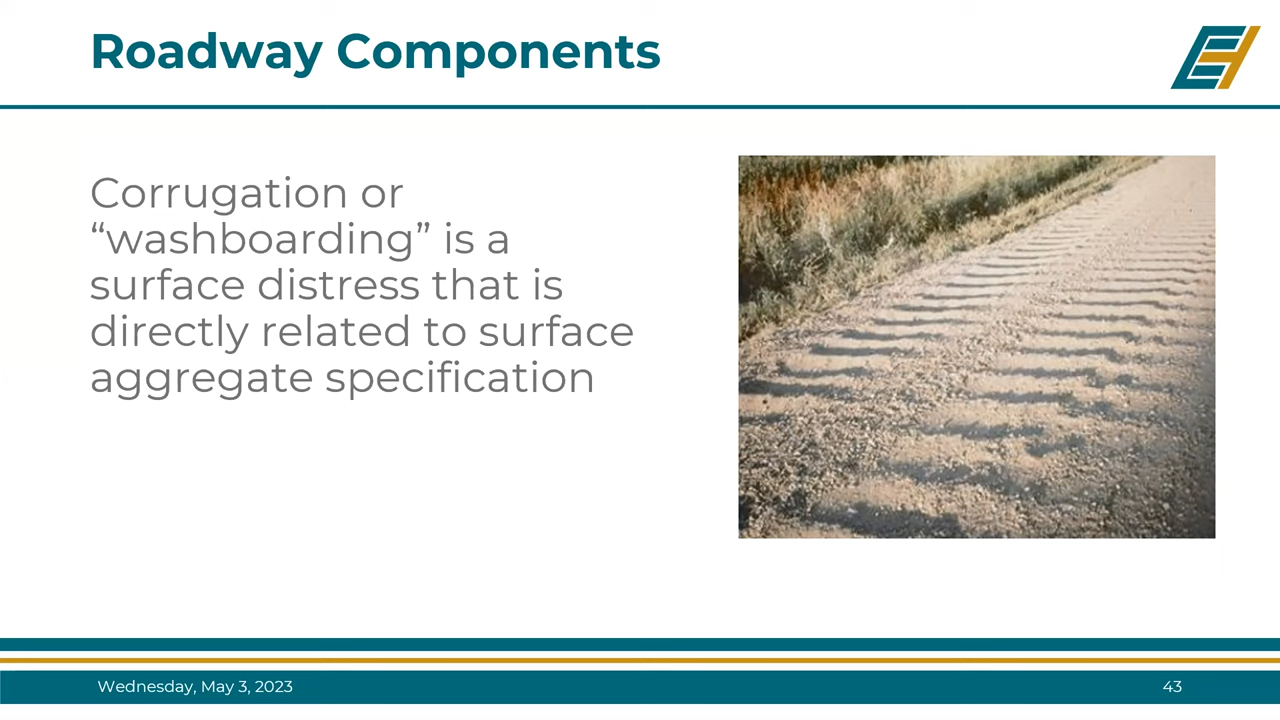 Roadway Components
Corrugation or
“washboarding” is a
surface distress that is
directly related to surface
aggregate specification
Wednesday, May 3, 2023
43